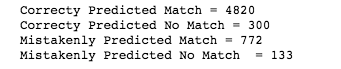 Correcty Predicted Match = 4820
Correcty Predicted No Match = 300
Mistakenly Predicted Match = 772
Mistakenly Predicted No Match  = 133